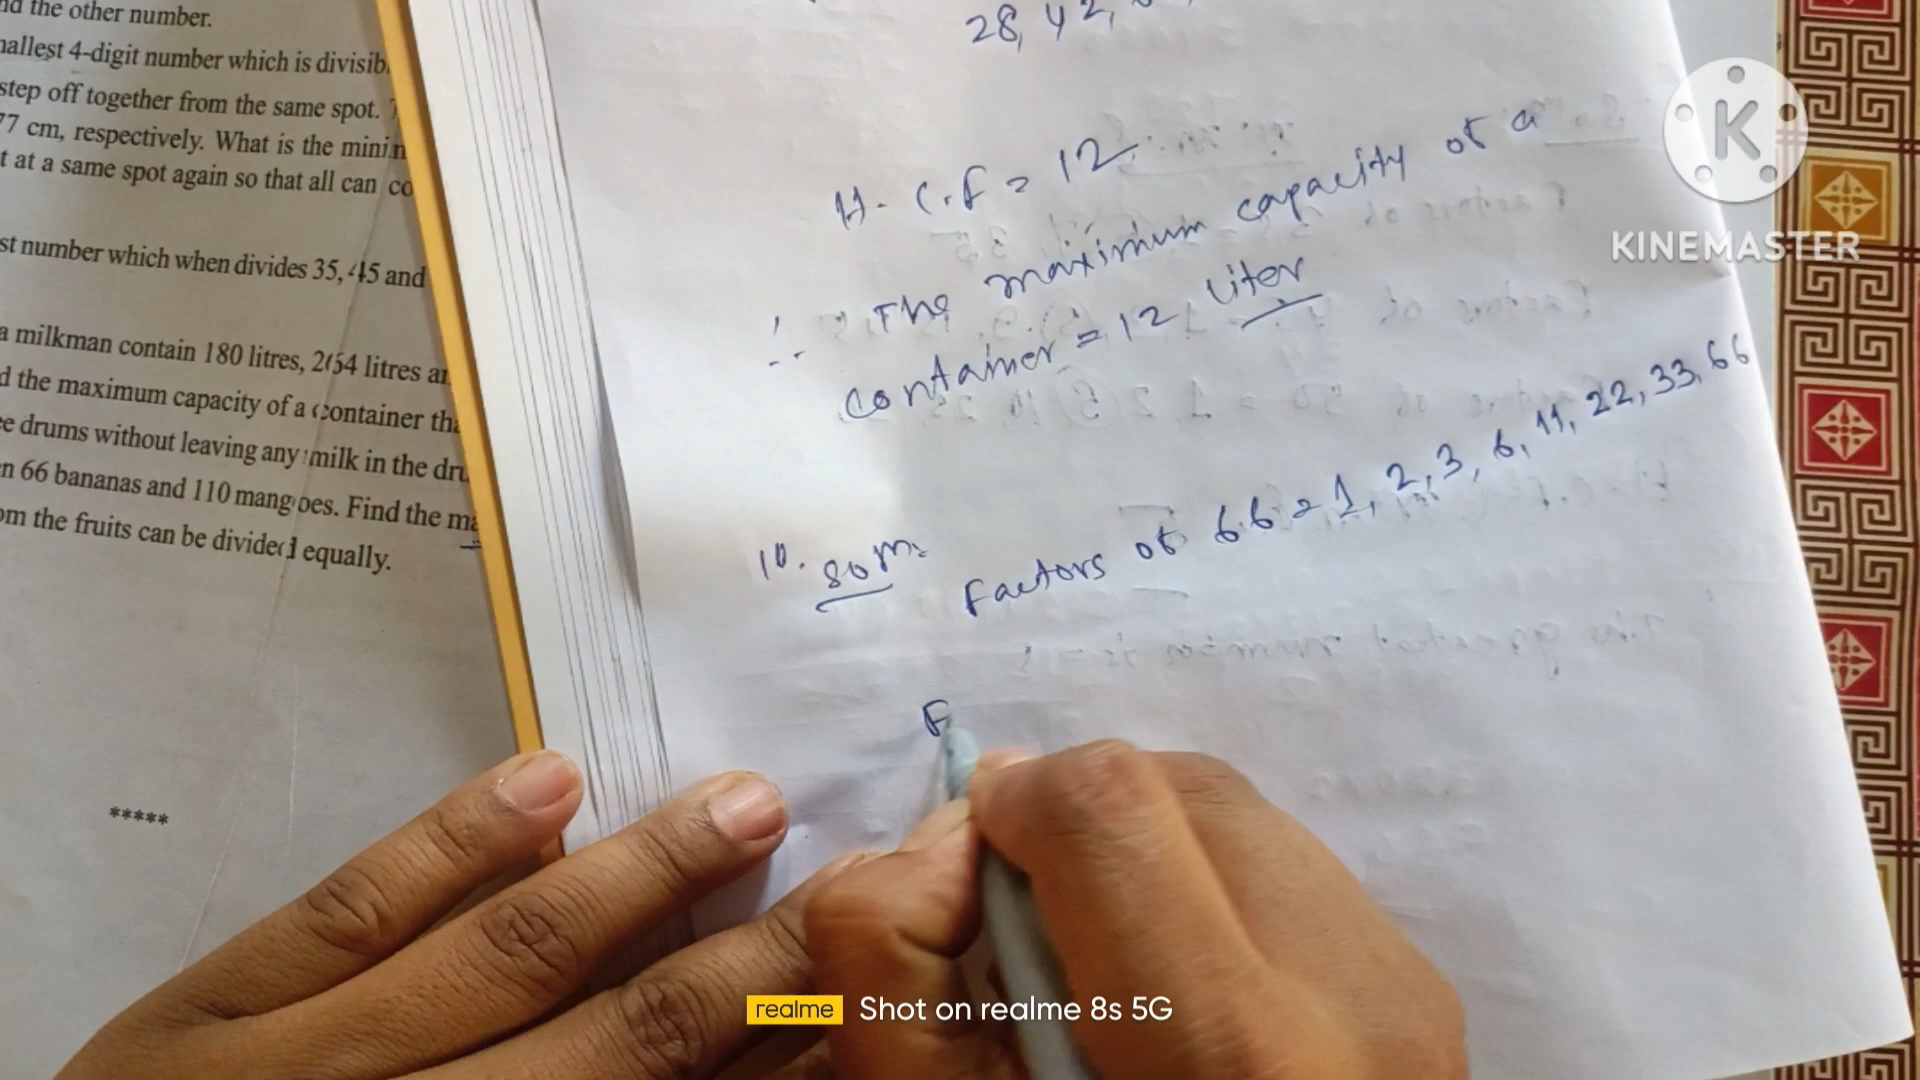 nd the other number.
nallest 4-digit number which is divisib
step off together from the same spot.
77 cm, respectively. What is the minin
t at a same spot again so that all can co
st number which when divides 35, 45 and
a milkman contain 180 litres, 264 litres an
d the maximum capacity of a container tha
e drums without leaving any milk in the dru
n 66 bananas and 110 mangoes. Find the ma
om the fruits can be divided equally.
*****
28, 42,
H.C.F = 12
∴ The maximum capacity of a
container = 12 liter
10. Soln:
Factors of 66 = 1, 2, 3, 6, 11, 22, 33, 66
F
K
KINEMASTER
realme Shot on realme 8s 5G